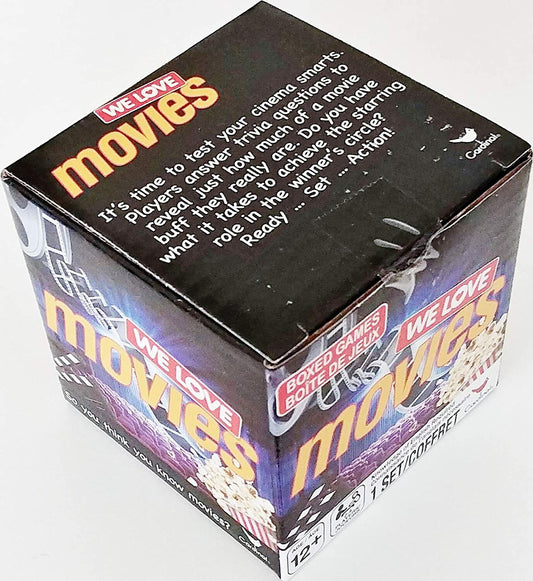 WE LOVE
movies
It's time to test your cinema smarts.
Players answer trivia questions to
reveal just how much of a movie
buff they really are. Do you have
what it takes to achieve the starring
role in the winner's circle?
Ready ... Set ... Action!
Cardinal
WE LOVE
movies
So you think you know movies?
Cardinal
BOXED GAMES
BOÎTE DE JEUX
WE LOVE
movies
1 SET/COFFRET
Cardinal
12+